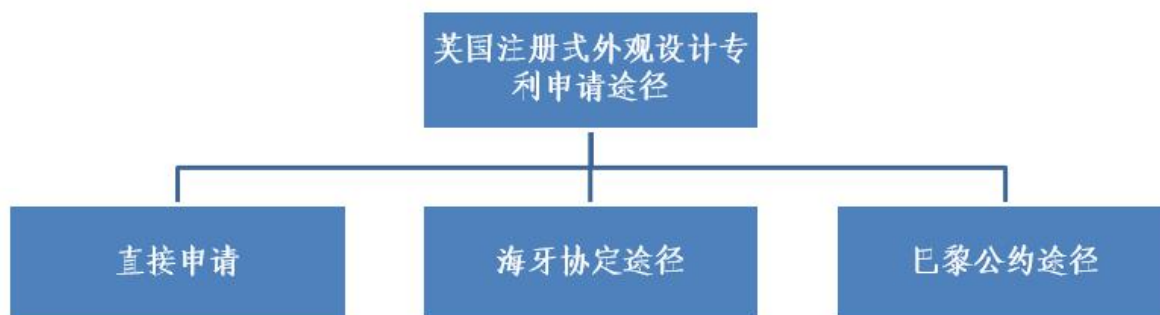 英国注册式外观设计专
利申请途径
直接申请
海牙协定途径
巴黎公约途径